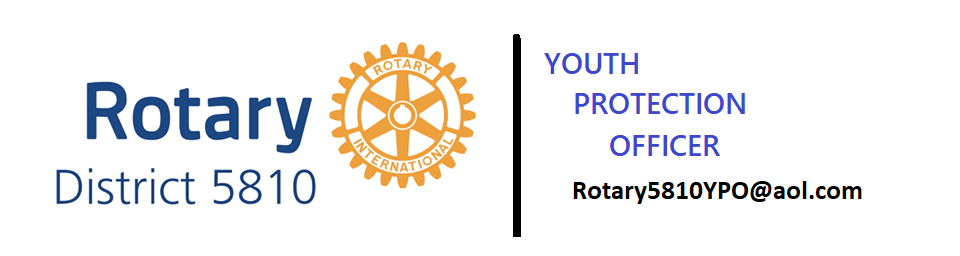 Rotary
District 5810
ROTARY
INTERNATIONAL
YOUTH
PROTECTION
OFFICER
Rotary5810YPO@aol.com